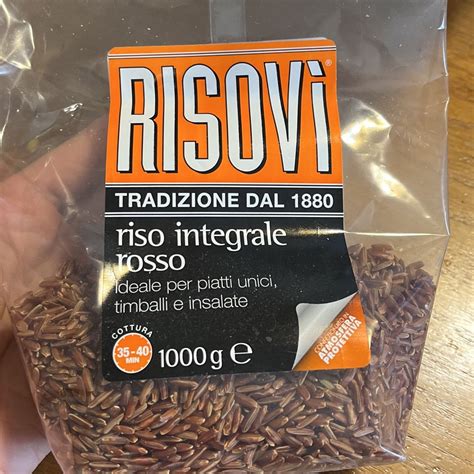 RISOVÌ®
TRADIZIONE DAL 1880
riso integrale
rosso
Ideale per piatti unici,
timballi e insalate
COTTURA
35-40
MIN
1000g ℮
CONFEZIONATO IN
ATMOSFERA
PROTETTIVA